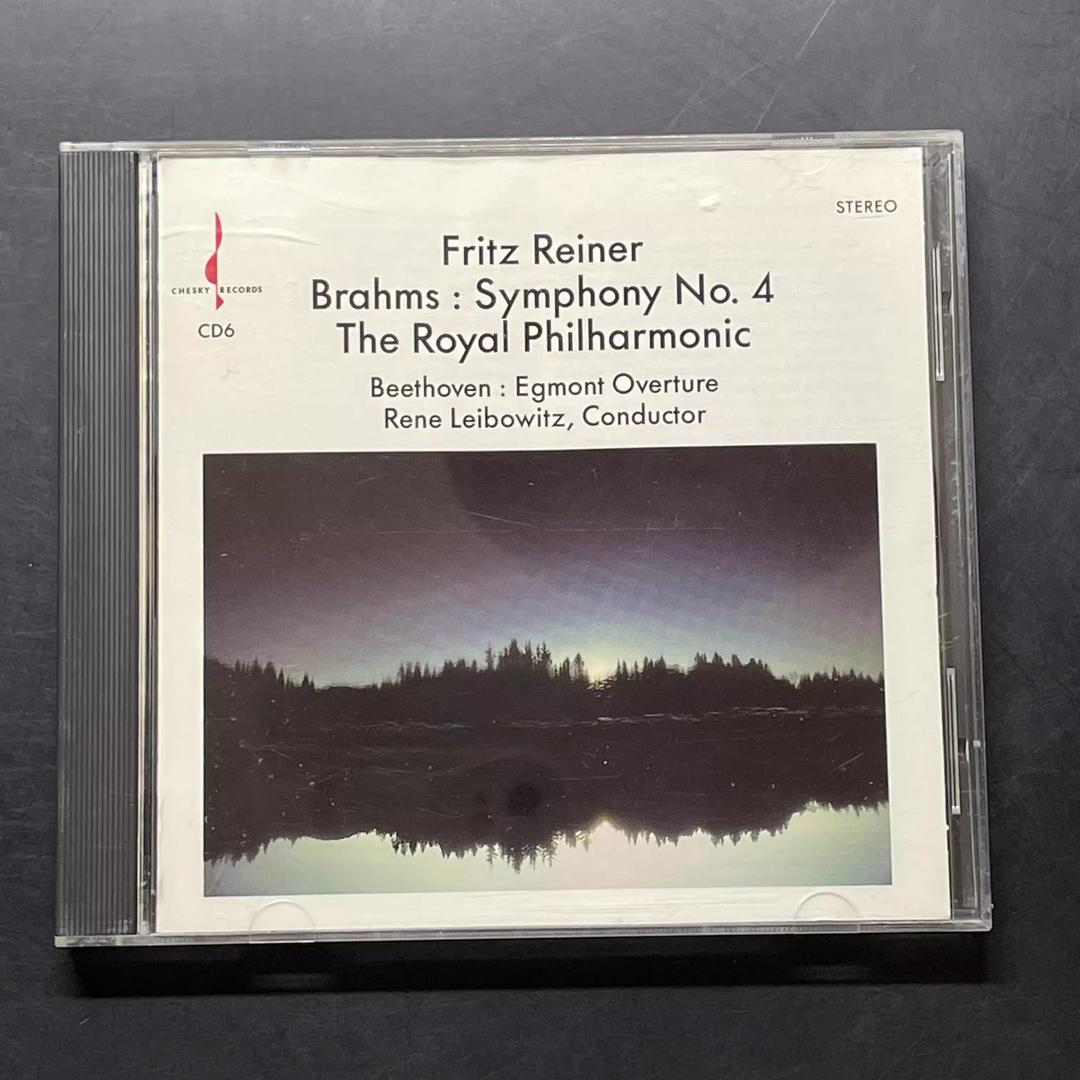 STEREO
Fritz Reiner
CHESKY RECORDS
Brahms : Symphony No. 4
CD6
The Royal Philharmonic
Beethoven : Egmont Overture
Rene Leibowitz, Conductor